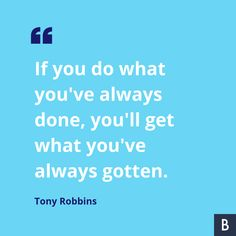 “
If you do what
you've always
done, you'll get
what you've
always gotten.
Tony Robbins
B